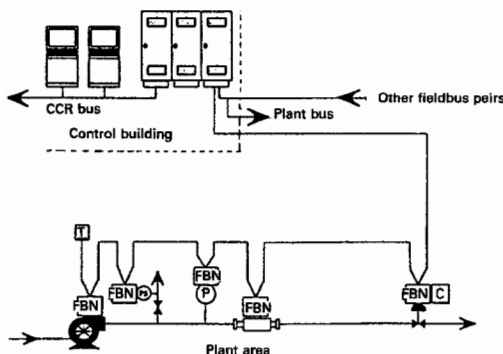 CCR bus
Other fieldbus peirs
Plant bus
Control building
T
FBN
FBN
PS
FBN
P
FBN
FBN
C
Plant area